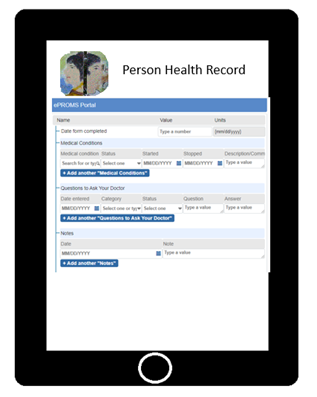 Person Health Record
ePROMS Portal
Name Value Units
Date form completed Type a number [mm/dd/yyyy]
Medical Conditions
Medical condition Status Started Stopped Description/Comm
Search for or typ Select one MM/DD/YYYY MM/DD/YYYY Type a value
+ Add another "Medical Conditions"
Questions to Ask Your Doctor
Date entered Category Status Question Answer
MM/DD/YYYY Select one or typ Select one Type a value Type a value
+ Add another "Questions to Ask Your Doctor"
Notes
Date Note
MM/DD/YYYY Type a value
+ Add another "Notes"